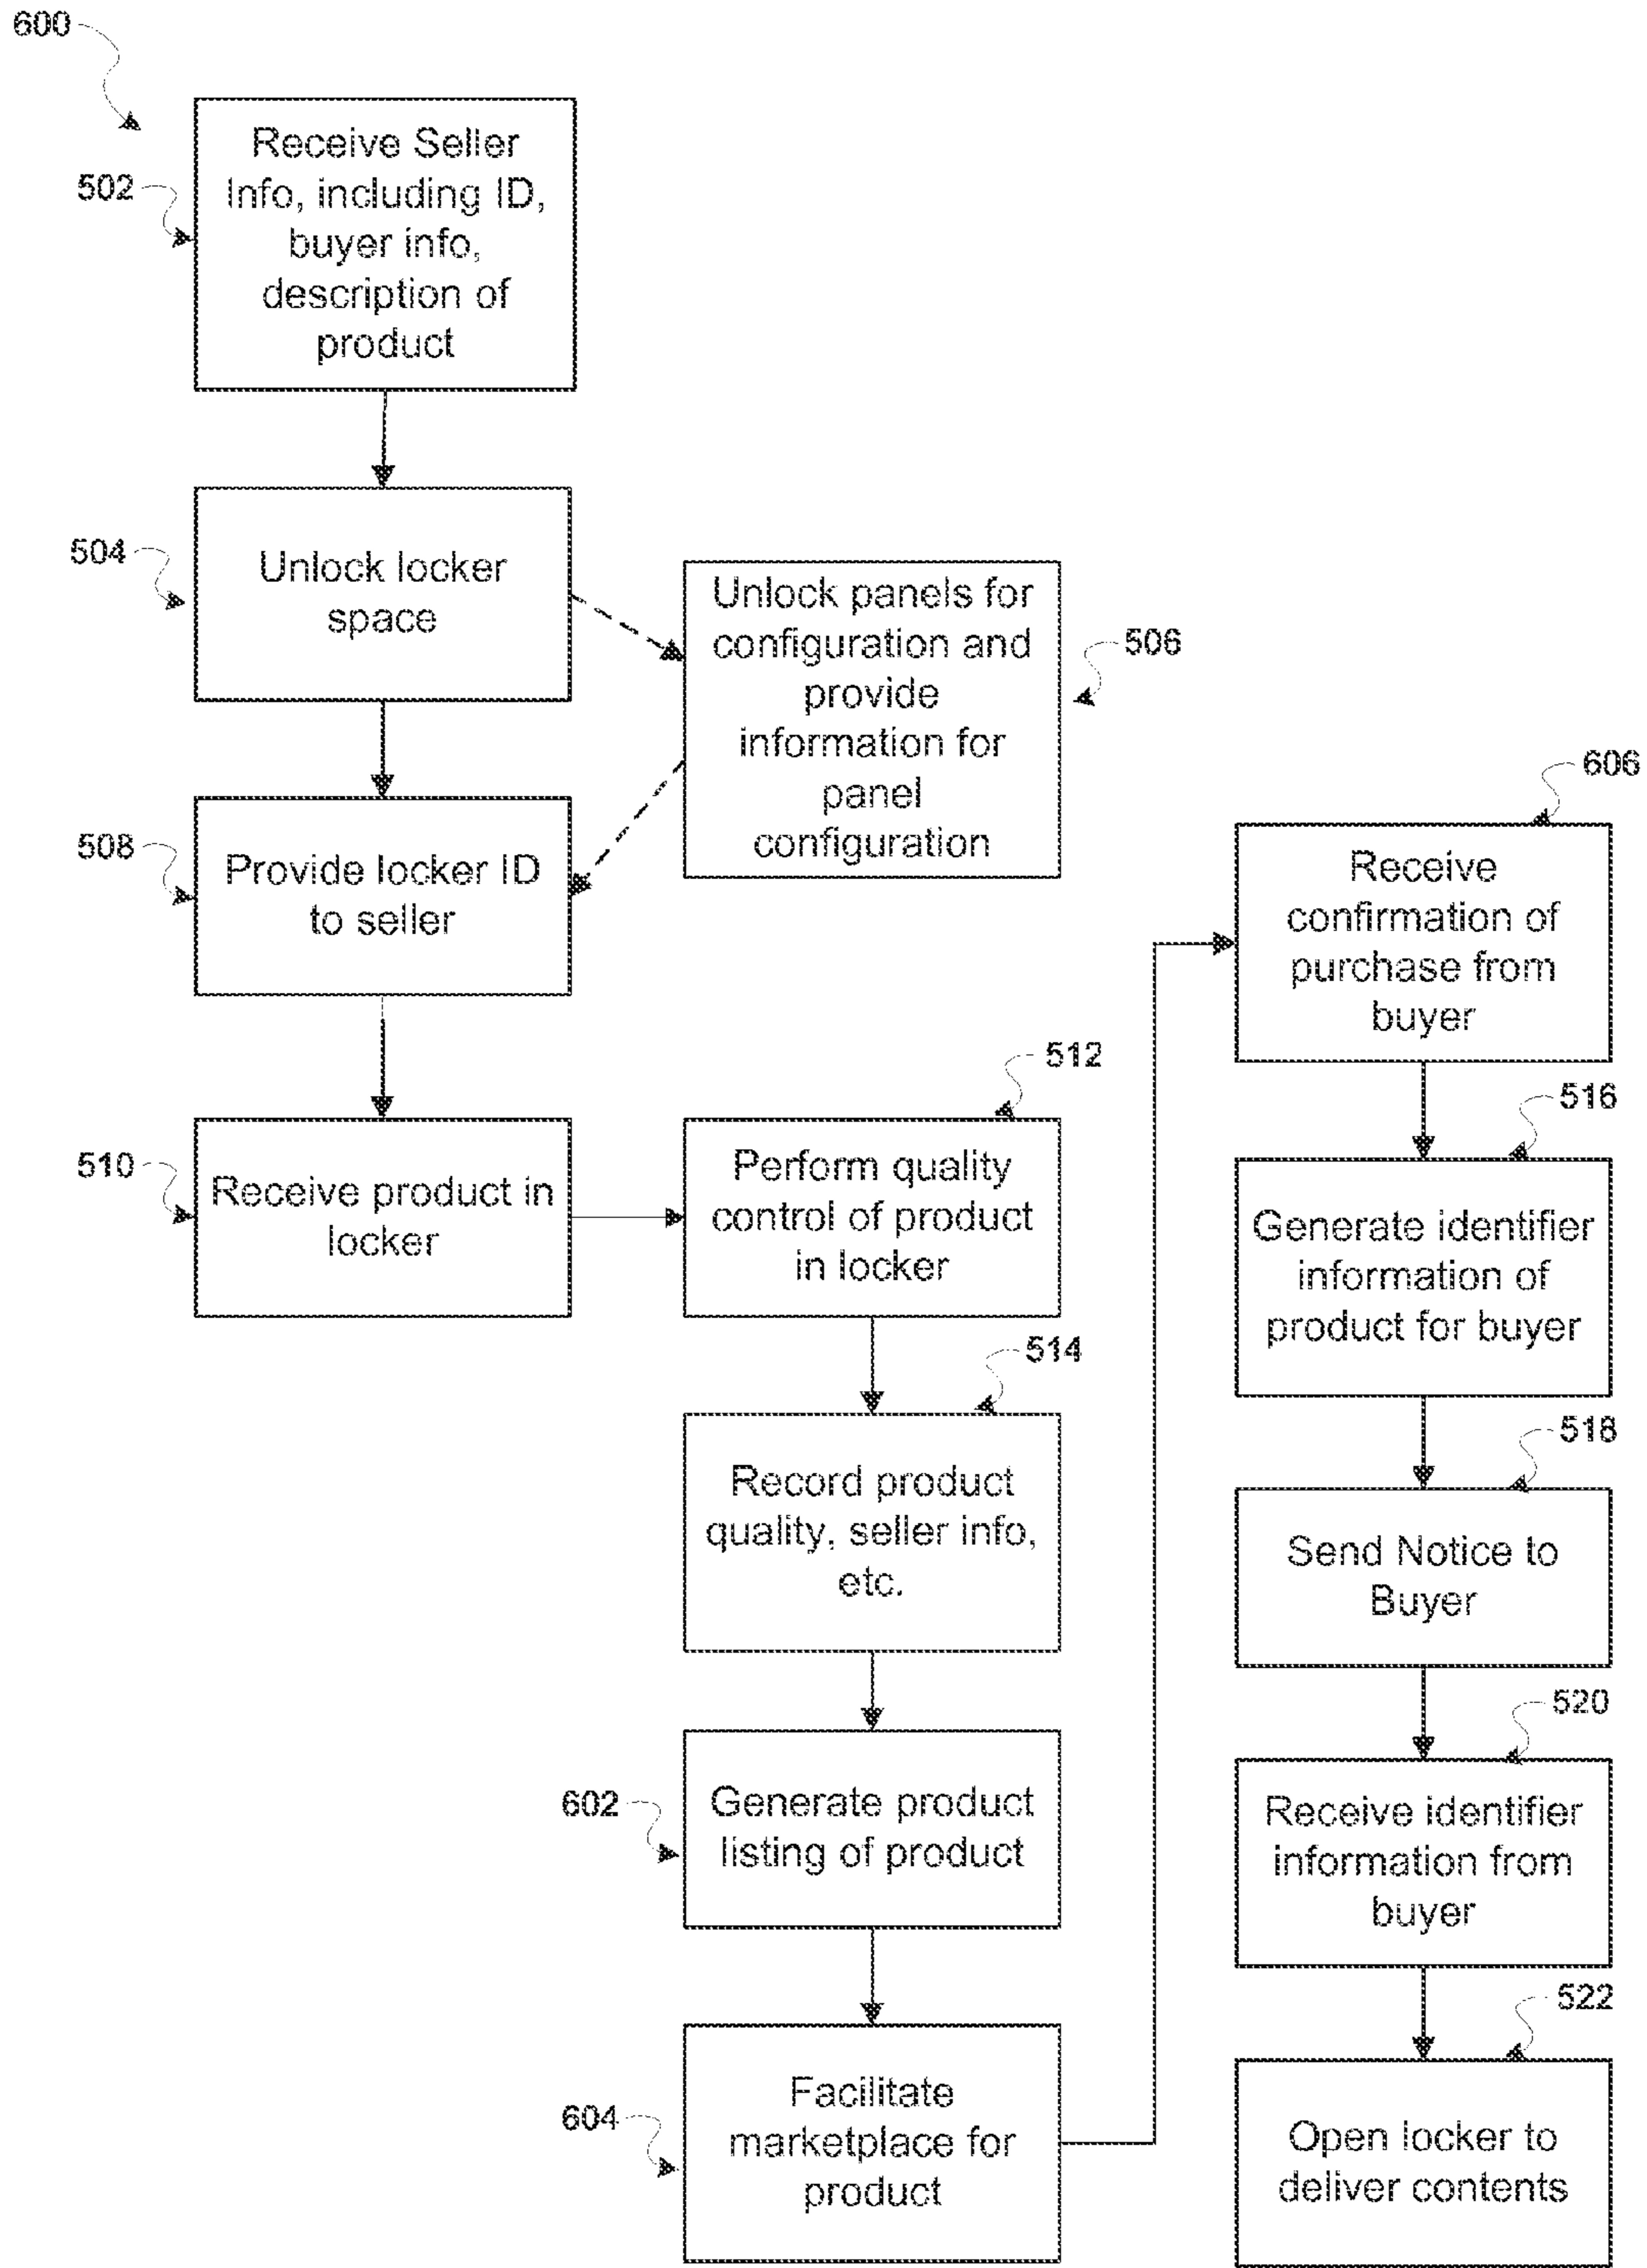 600
502
Receive Seller
Info, including ID,
buyer info,
description of
product
504
Unlock locker
space
Unlock panels for
configuration and
provide
information for
panel
configuration
506
508
Provide locker ID
to seller
510
Receive product in
locker
512
Perform quality
control of product
in locker
514
Record product
quality, seller info,
etc.
602
Generate product
listing of product
604
Facilitate
marketplace for
product
606
Receive
confirmation of
purchase from
buyer
516
Generate identifier
information of
product for buyer
518
Send Notice to
Buyer
520
Receive identifier
information from
buyer
522
Open locker to
deliver contents